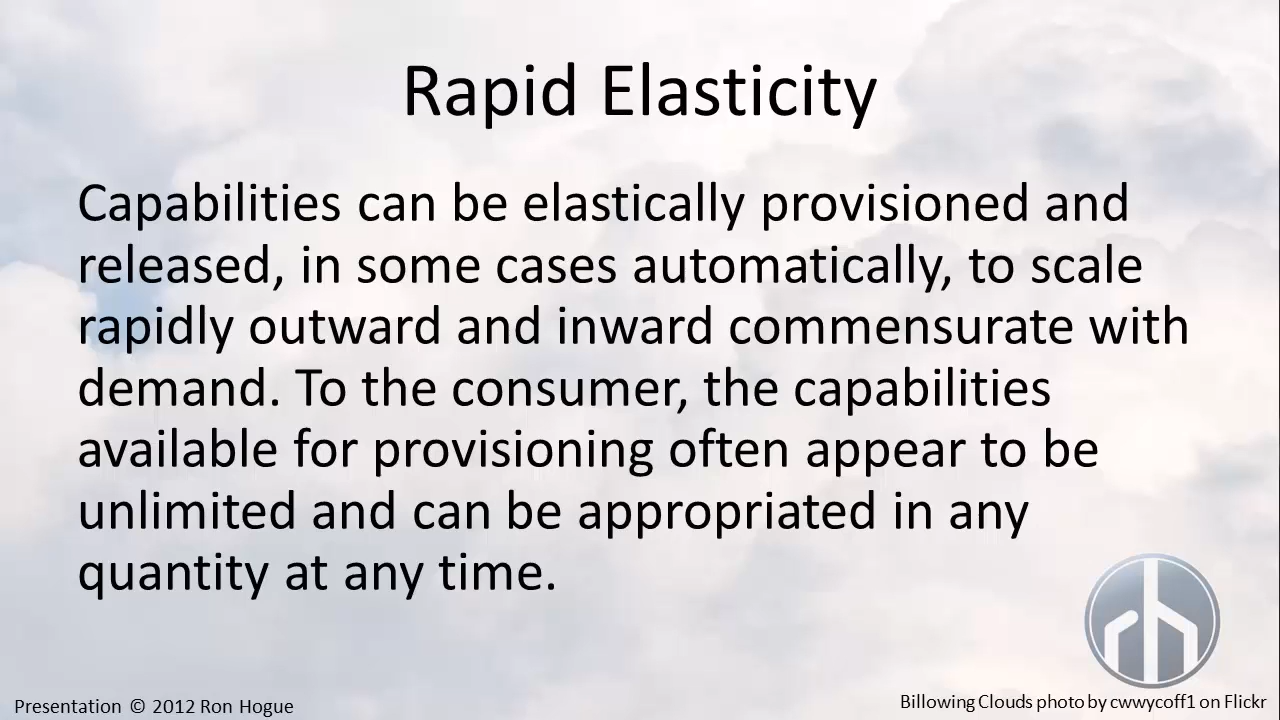 Rapid Elasticity
Capabilities can be elastically provisioned and
released, in some cases automatically, to scale
rapidly outward and inward commensurate with
demand. To the consumer, the capabilities
available for provisioning often appear to be
unlimited and can be appropriated in any
quantity at any time.
rh
Presentation © 2012 Ron Hogue
Billowing Clouds photo by cwwycoff1 on Flickr